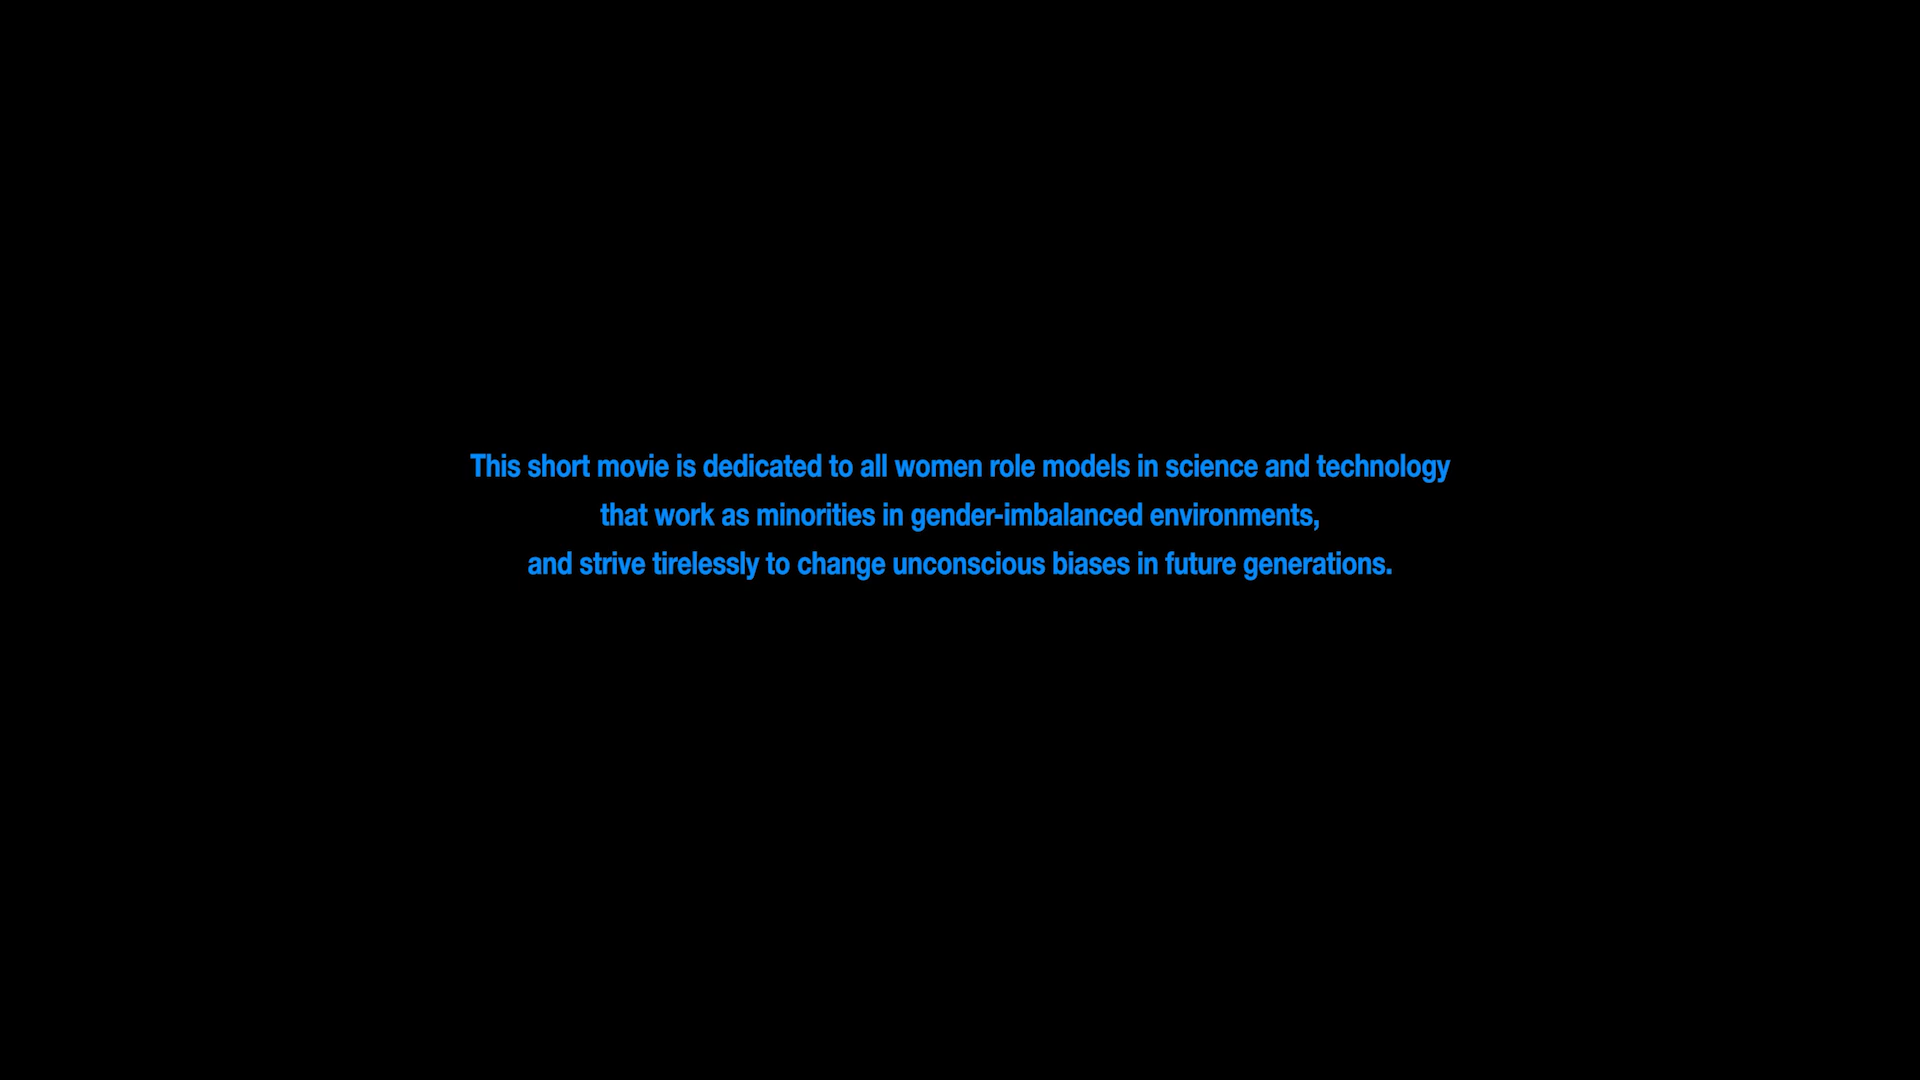 This short movie is dedicated to all women role models in science and technology
that work as minorities in gender-imbalanced environments,
and strive tirelessly to change unconscious biases in future generations.